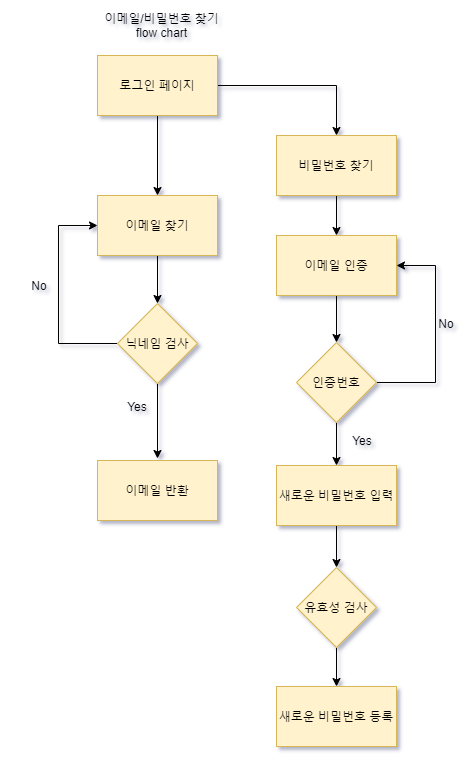 이메일/비밀번호 찾기
flow chart
로그인 페이지
비밀번호 찾기
이메일 찾기
이메일 인증
No
No
닉네임 검사
인증번호
Yes
Yes
이메일 반환
새로운 비밀번호 입력
유효성 검사
새로운 비밀번호 등록